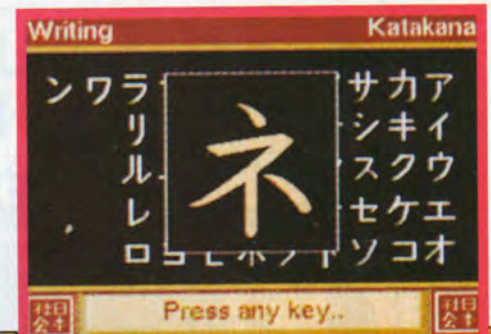 Writing
Katakana
アイウエオ
カキクケコ
サシスセソ
ネ
ラリルレロ
ワ
ン
Press any key..